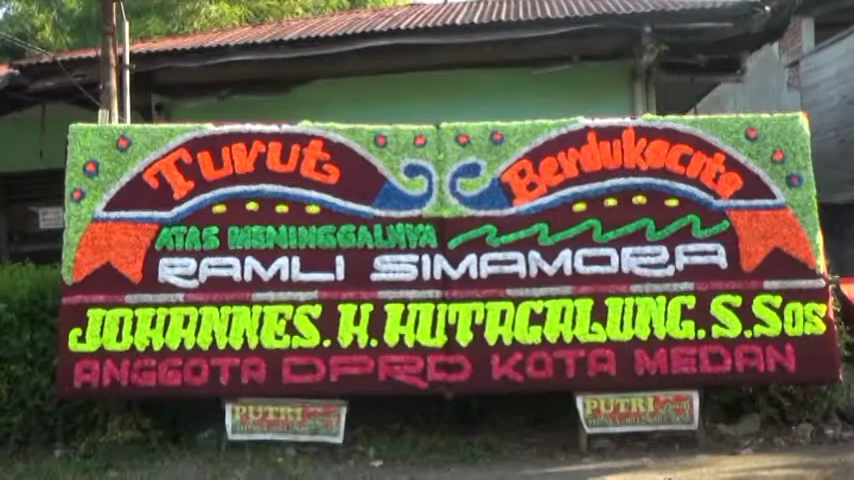 Turut Berdukacita
ATAS MENINGGALNYA
RAMLI SIMAMORA
JOHANNES. H. HUTAGALUNG. S. Sos
ANGGOTA DPRD KOTA MEDAN
PUTRI PUTRI